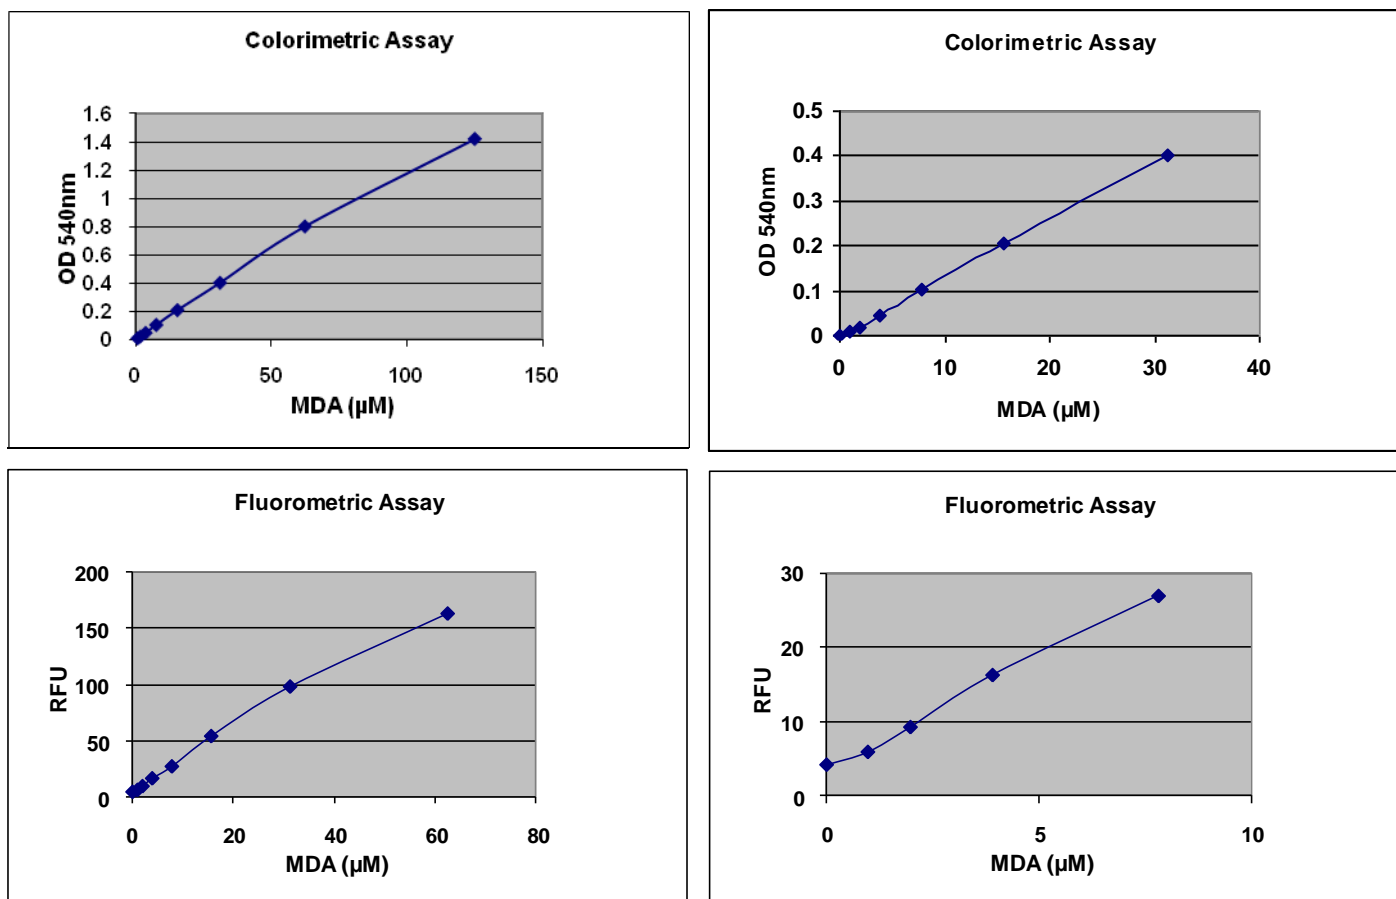 Colorimetric Assay
1.6
1.4
1.2
1
0.8
0.6
0.4
0.2
0
OD 540nm
0 50 100 150
MDA (µM)
Colorimetric Assay
0.5
0.4
0.3
0.2
0.1
0
OD 540nm
0 10 20 30 40
MDA (µM)
Fluorometric Assay
200
150
100
50
0
RFU
0 20 40 60 80
MDA (µM)
Fluorometric Assay
30
20
10
0
RFU
0 5 10
MDA (µM)